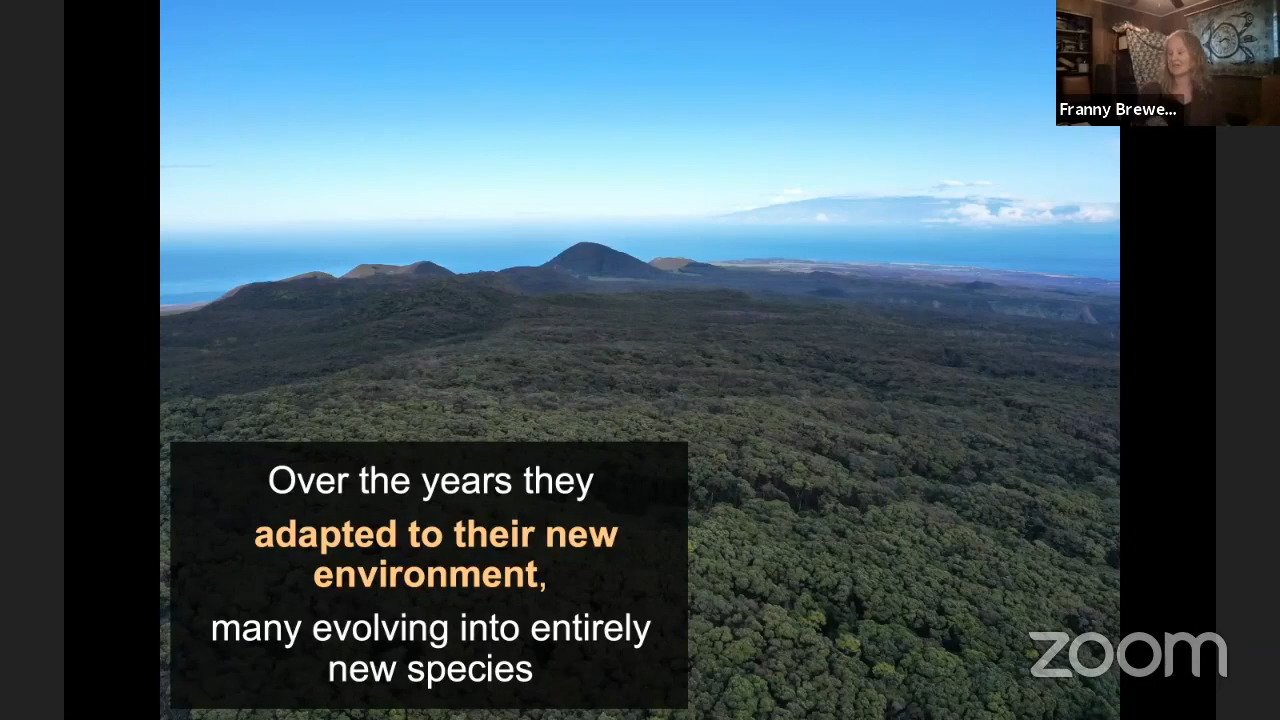 Franny Brewe...
Over the years they
adapted to their new
environment,
many evolving into entirely
new species
zoom